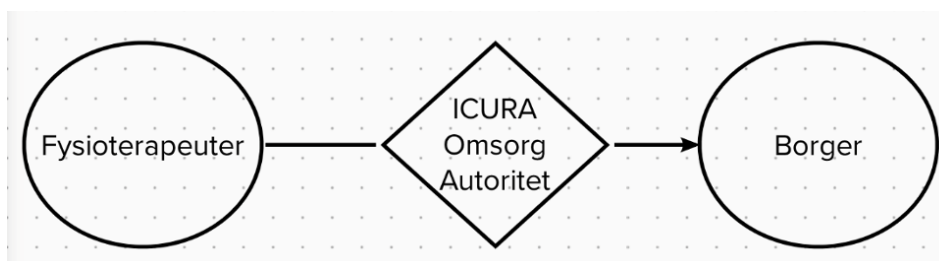 Fysioterapeuter
ICURA
Omsorg
Autoritet
Borger